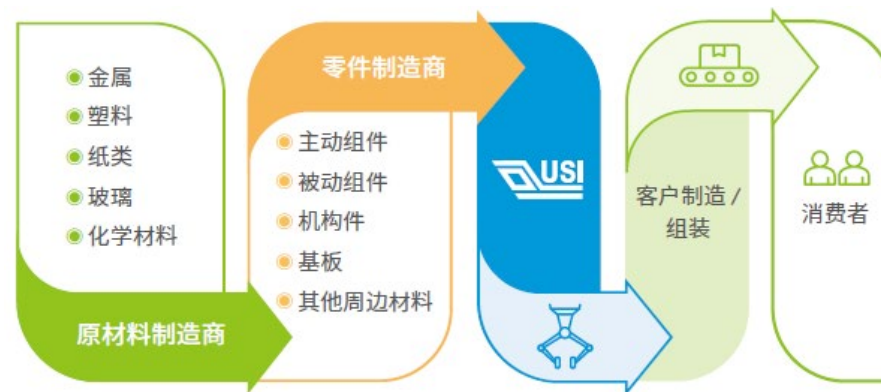 金属
塑料
纸类
玻璃
化学材料
原材料制造商
零件制造商
主动组件
被动组件
机构件
基板
其他周边材料
USI
客户制造 /
组装
消费者